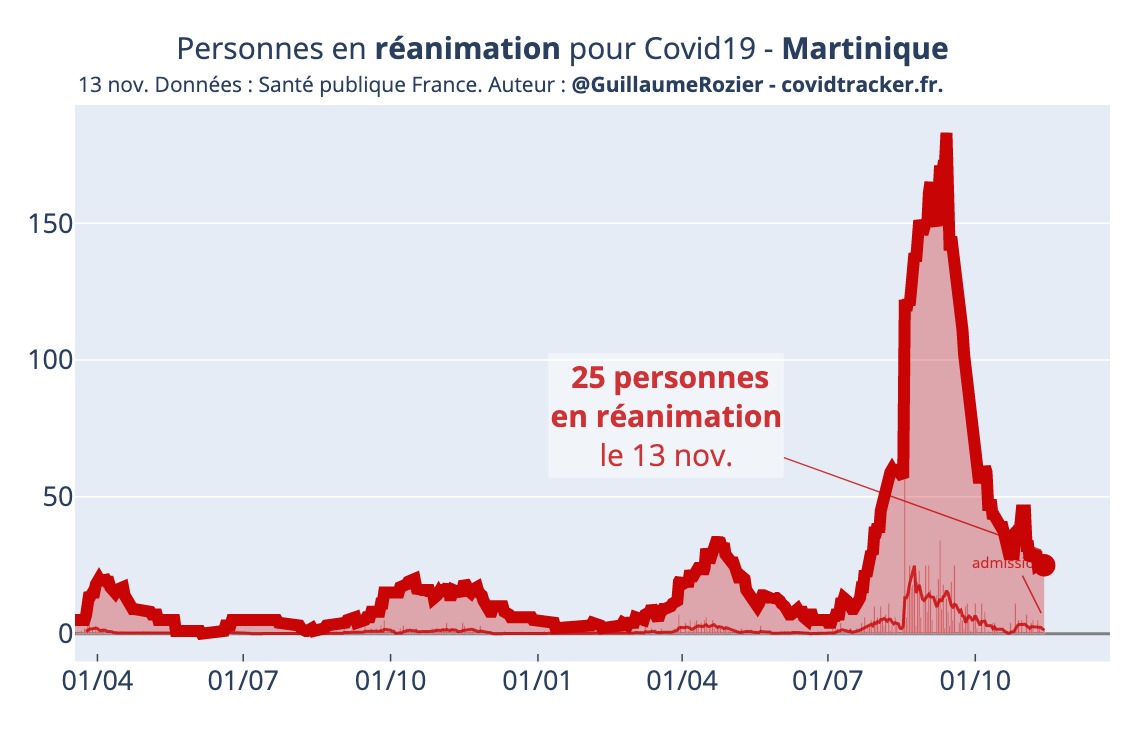 Personnes en réanimation pour Covid19 - Martinique
13 nov. Données : Santé publique France. Auteur : @GuillaumeRozier - covidtracker.fr.
150
100
50
0
25 personnes
en réanimation
le 13 nov.
01/04
01/07
01/10
01/01
01/04
01/07
01/10